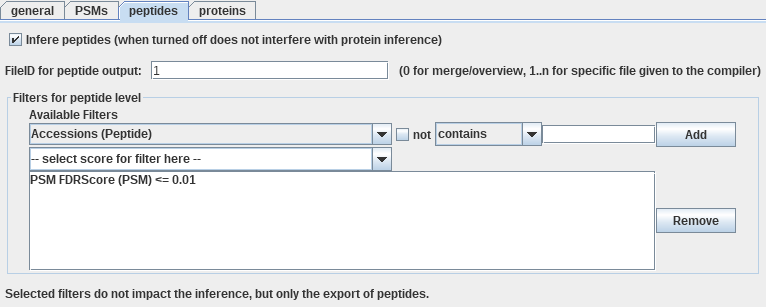 general PSMs peptides proteins
Infere peptides (when turned off does not interfere with protein inference)
FileID for peptide output: 1 (0 for merge/overview, 1..n for specific file given to the compiler)
Filters for peptide level
Available Filters
Accessions (Peptide) not contains Add
-- select score for filter here --
PSM FDRScore (PSM) <= 0.01
Remove
Selected filters do not impact the inference, but only the export of peptides.